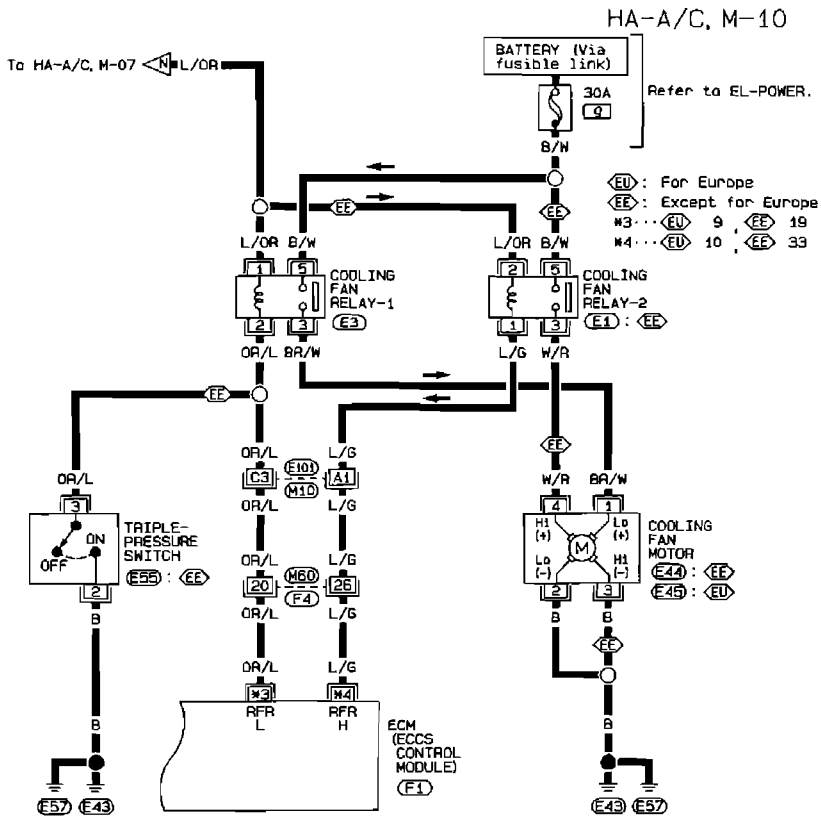 HA-A/C, M-10
BATTERY (Via
fusible link)
To HA-A/C, M-07 N L/OR
30A
9
Refer to EL-POWER.
B/W
EU : For Europe
EE : Except for Europe
*3 ··· EU 9 , EE 19
*4 ··· EU 10 , EE 33
EE EE
L/OR B/W L/OR B/W
1 5 2 5
COOLING
FAN
RELAY-1
E3
COOLING
FAN
RELAY-2
E1 : EE
2 3 1 3
OR/L BR/W L/G W/R
EE
EE
OR/L L/G
OR/L C3 E101 A1 W/R BR/W
M10
3 OR/L L/G 4 1
TRIPLE-
PRESSURE
SWITCH
E55 : EE
OFF ON
Hi
(+)
Lo
(+)
M
Lo
(-)
Hi
(-)
COOLING
FAN
MOTOR
E44 : EE
E45 : EU
OR/L L/G
2 20 M60 26 2 3
F4
B OR/L L/G B B
EE
OR/L L/G
*3 *4
RFR
L
RFR
H
ECM
(ECCS
CONTROL
MODULE)
F1
B B
E57 E43 E43 E57